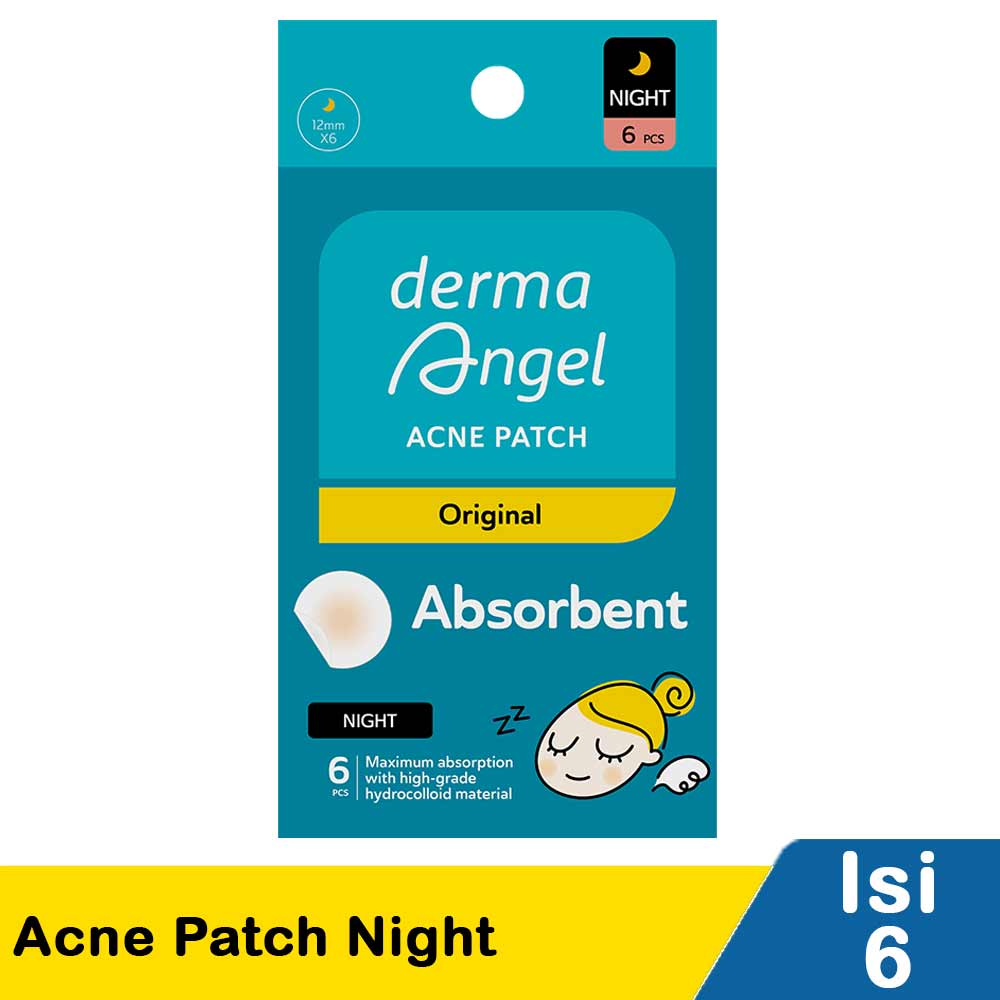 12mm
X6
NIGHT
6 PCS
derma
Angel
ACNE PATCH
Original
Absorbent
NIGHT
zz
6
PCS
Maximum absorption
with high-grade
hydrocolloid material
Acne Patch Night
Isi
6